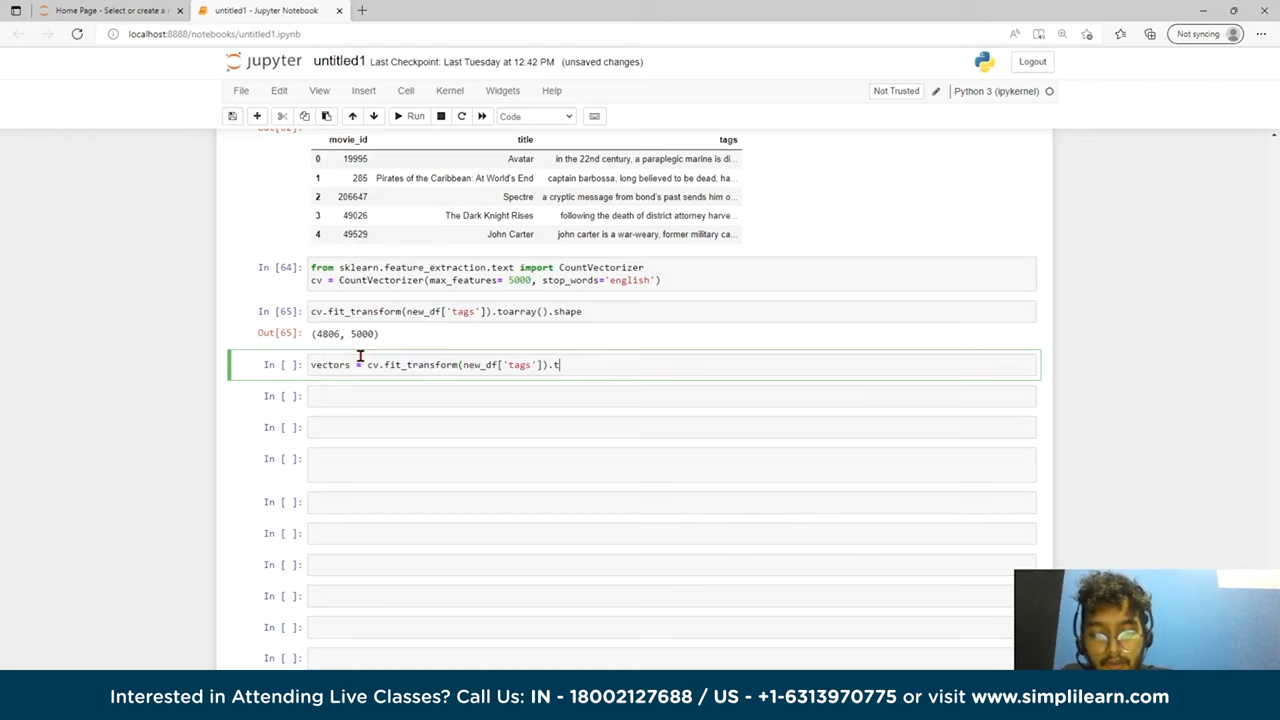 Home Page - Select or create a n
untitled1 - Jupyter Notebook
localhost:8888/notebooks/untitled1.ipynb
Not syncing
jupyter untitled1 Last Checkpoint: Last Tuesday at 12:42 PM (unsaved changes)
Logout
File Edit View Insert Cell Kernel Widgets Help
Not Trusted
Python 3 (ipykernel)
Run
Code
movie_id title tags
0 19995 Avatar in the 22nd century, a paraplegic marine is di...
1 285 Pirates of the Caribbean: At World's End captain barbossa, long believed to be dead, ha...
2 206647 Spectre a cryptic message from bond's past sends him o...
3 49026 The Dark Knight Rises following the death of district attorney harve...
4 49529 John Carter john carter is a war-weary, former military ca...
In [64]: from sklearn.feature_extraction.text import CountVectorizer
cv = CountVectorizer(max_features= 5000, stop_words='english')
In [65]: cv.fit_transform(new_df['tags']).toarray().shape
Out[65]: (4806, 5000)
In [ ]: vectors = cv.fit_transform(new_df['tags']).t
In [ ]:
In [ ]:
In [ ]:
In [ ]:
In [ ]:
In [ ]:
In [ ]:
In [ ]:
In [ ]:
Interested in Attending Live Classes? Call Us: IN - 18002127688 / US - +1-6313970775 or visit www.simplilearn.com